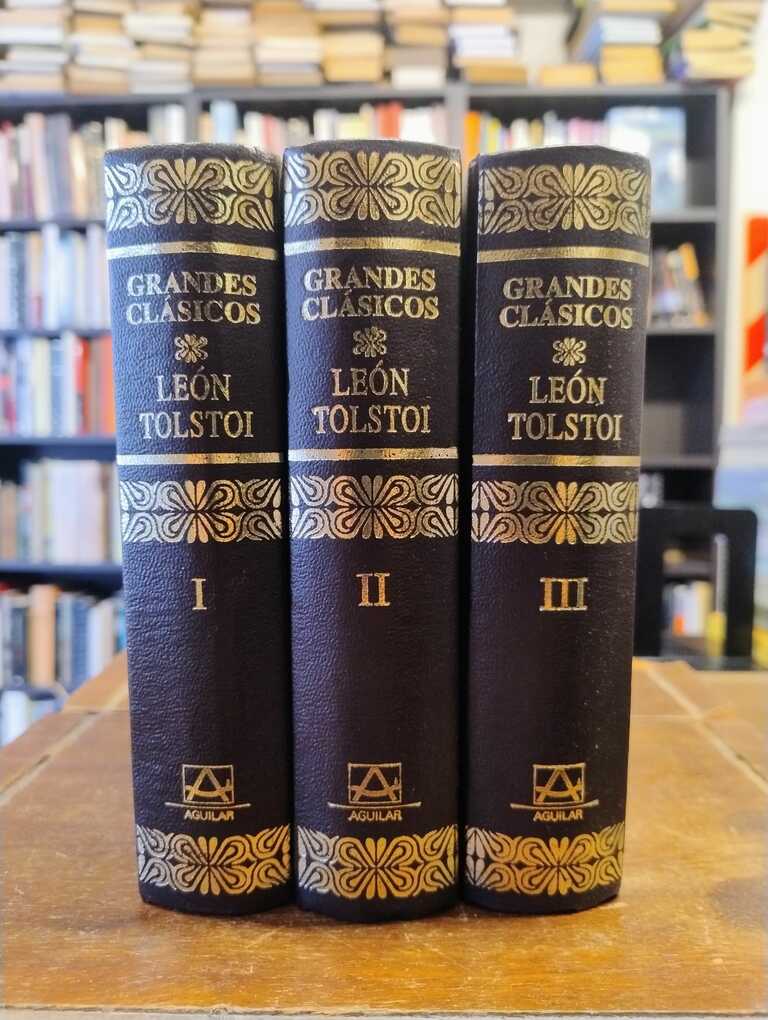 GRANDES
CLÁSICOS
LEÓN
TOLSTOI
I
AGUILAR
GRANDES
CLÁSICOS
LEÓN
TOLSTOI
II
AGUILAR
GRANDES
CLÁSICOS
LEÓN
TOLSTOI
III
AGUILAR